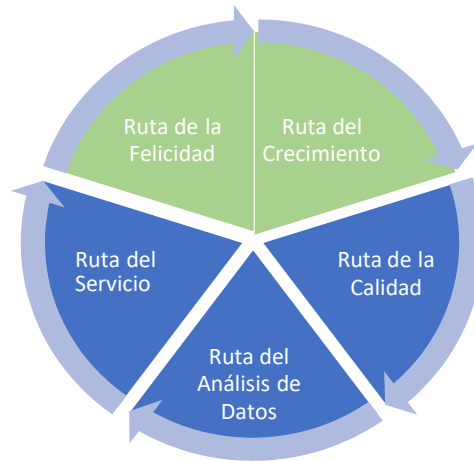 Ruta de la
Felicidad
Ruta del
Crecimiento
Ruta de la
Calidad
Ruta del
Análisis de
Datos
Ruta del
Servicio